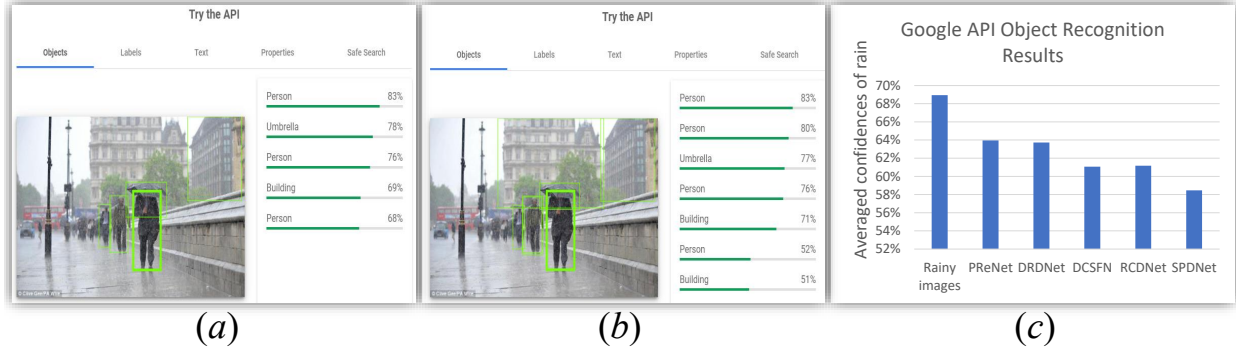 Try the API
Objects Labels Text Properties Safe Search
Person 83%
Umbrella 78%
Person 76%
Building 69%
Person 68%
(a)
Try the API
Objects Labels Text Properties Safe Search
Person 83%
Person 80%
Umbrella 77%
Person 76%
Building 71%
Person 52%
Building 51%
(b)
Google API Object Recognition
Results
Averaged confidences of rain
70%
68%
66%
64%
62%
60%
58%
56%
54%
52%
Rainy images PReNet DRDNet DCSFN RCDNet SPDNet
(c)